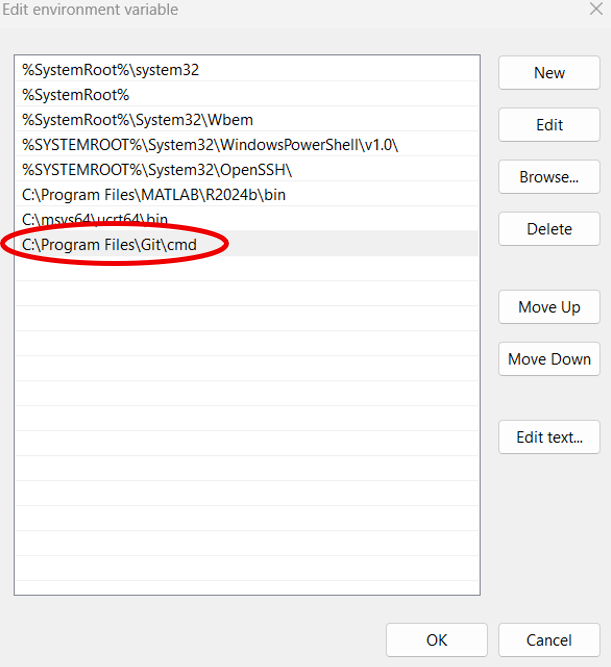 Edit environment variable
%SystemRoot%\system32
%SystemRoot%
%SystemRoot%\System32\Wbem
%SYSTEMROOT%\System32\WindowsPowerShell\v1.0\
%SYSTEMROOT%\System32\OpenSSH\
C:\Program Files\MATLAB\R2024b\bin
C:\msys64\ucrt64\bin
C:\Program Files\Git\cmd
New
Edit
Browse...
Delete
Move Up
Move Down
Edit text...
OK
Cancel